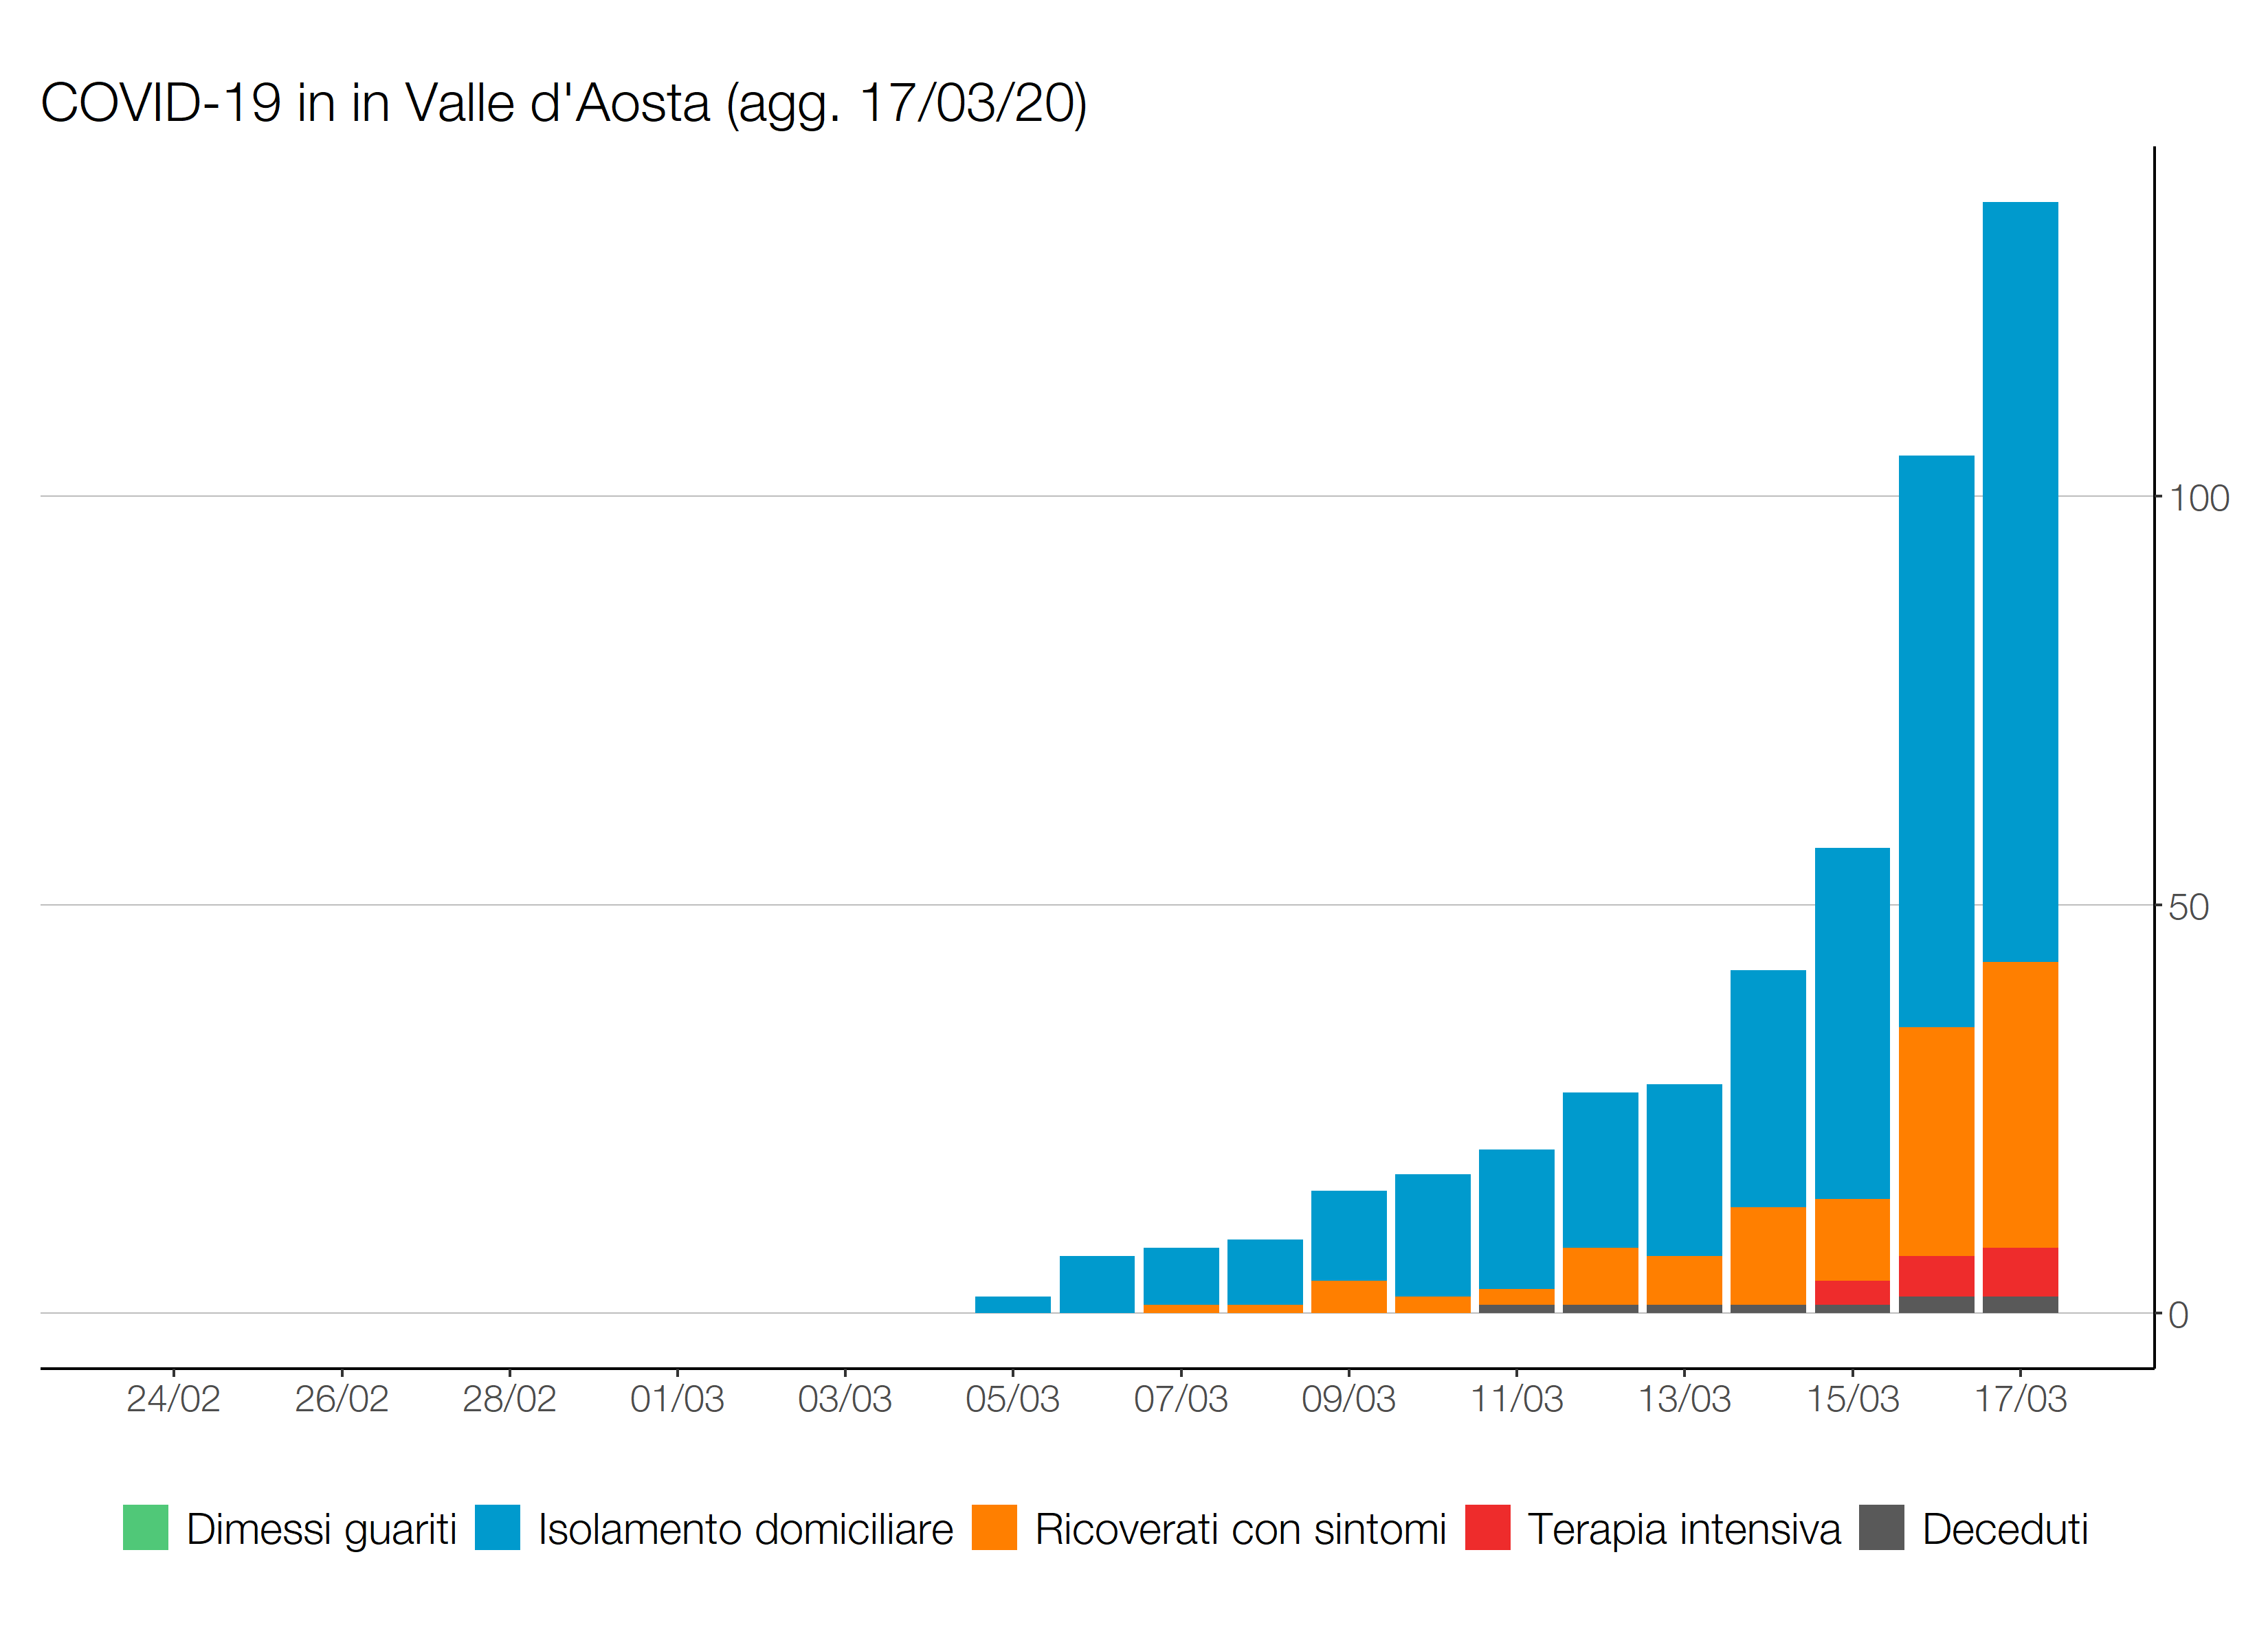 COVID-19 in in Valle d'Aosta (agg. 17/03/20)
100
50
0
24/02 26/02 28/02 01/03 03/03 05/03 07/03 09/03 11/03 13/03 15/03 17/03
Dimessi guariti Isolamento domiciliare Ricoverati con sintomi Terapia intensiva Deceduti